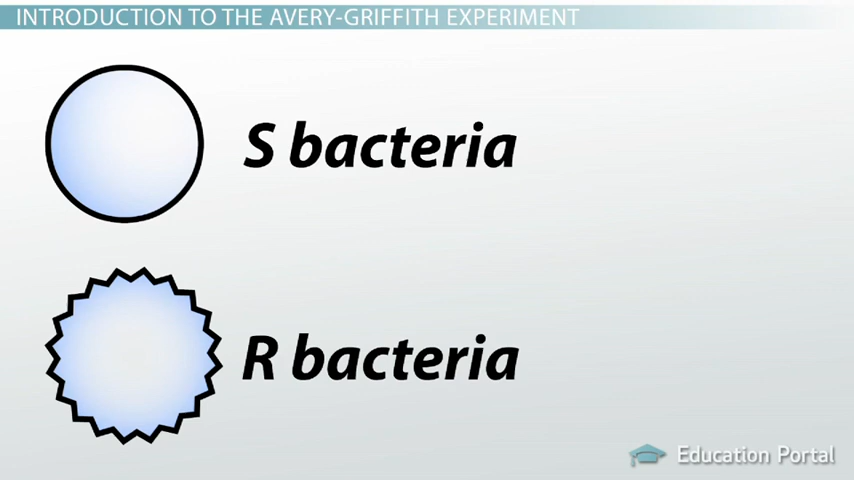 INTRODUCTION TO THE AVERY-GRIFFITH EXPERIMENT
S bacteria
R bacteria
Education Portal